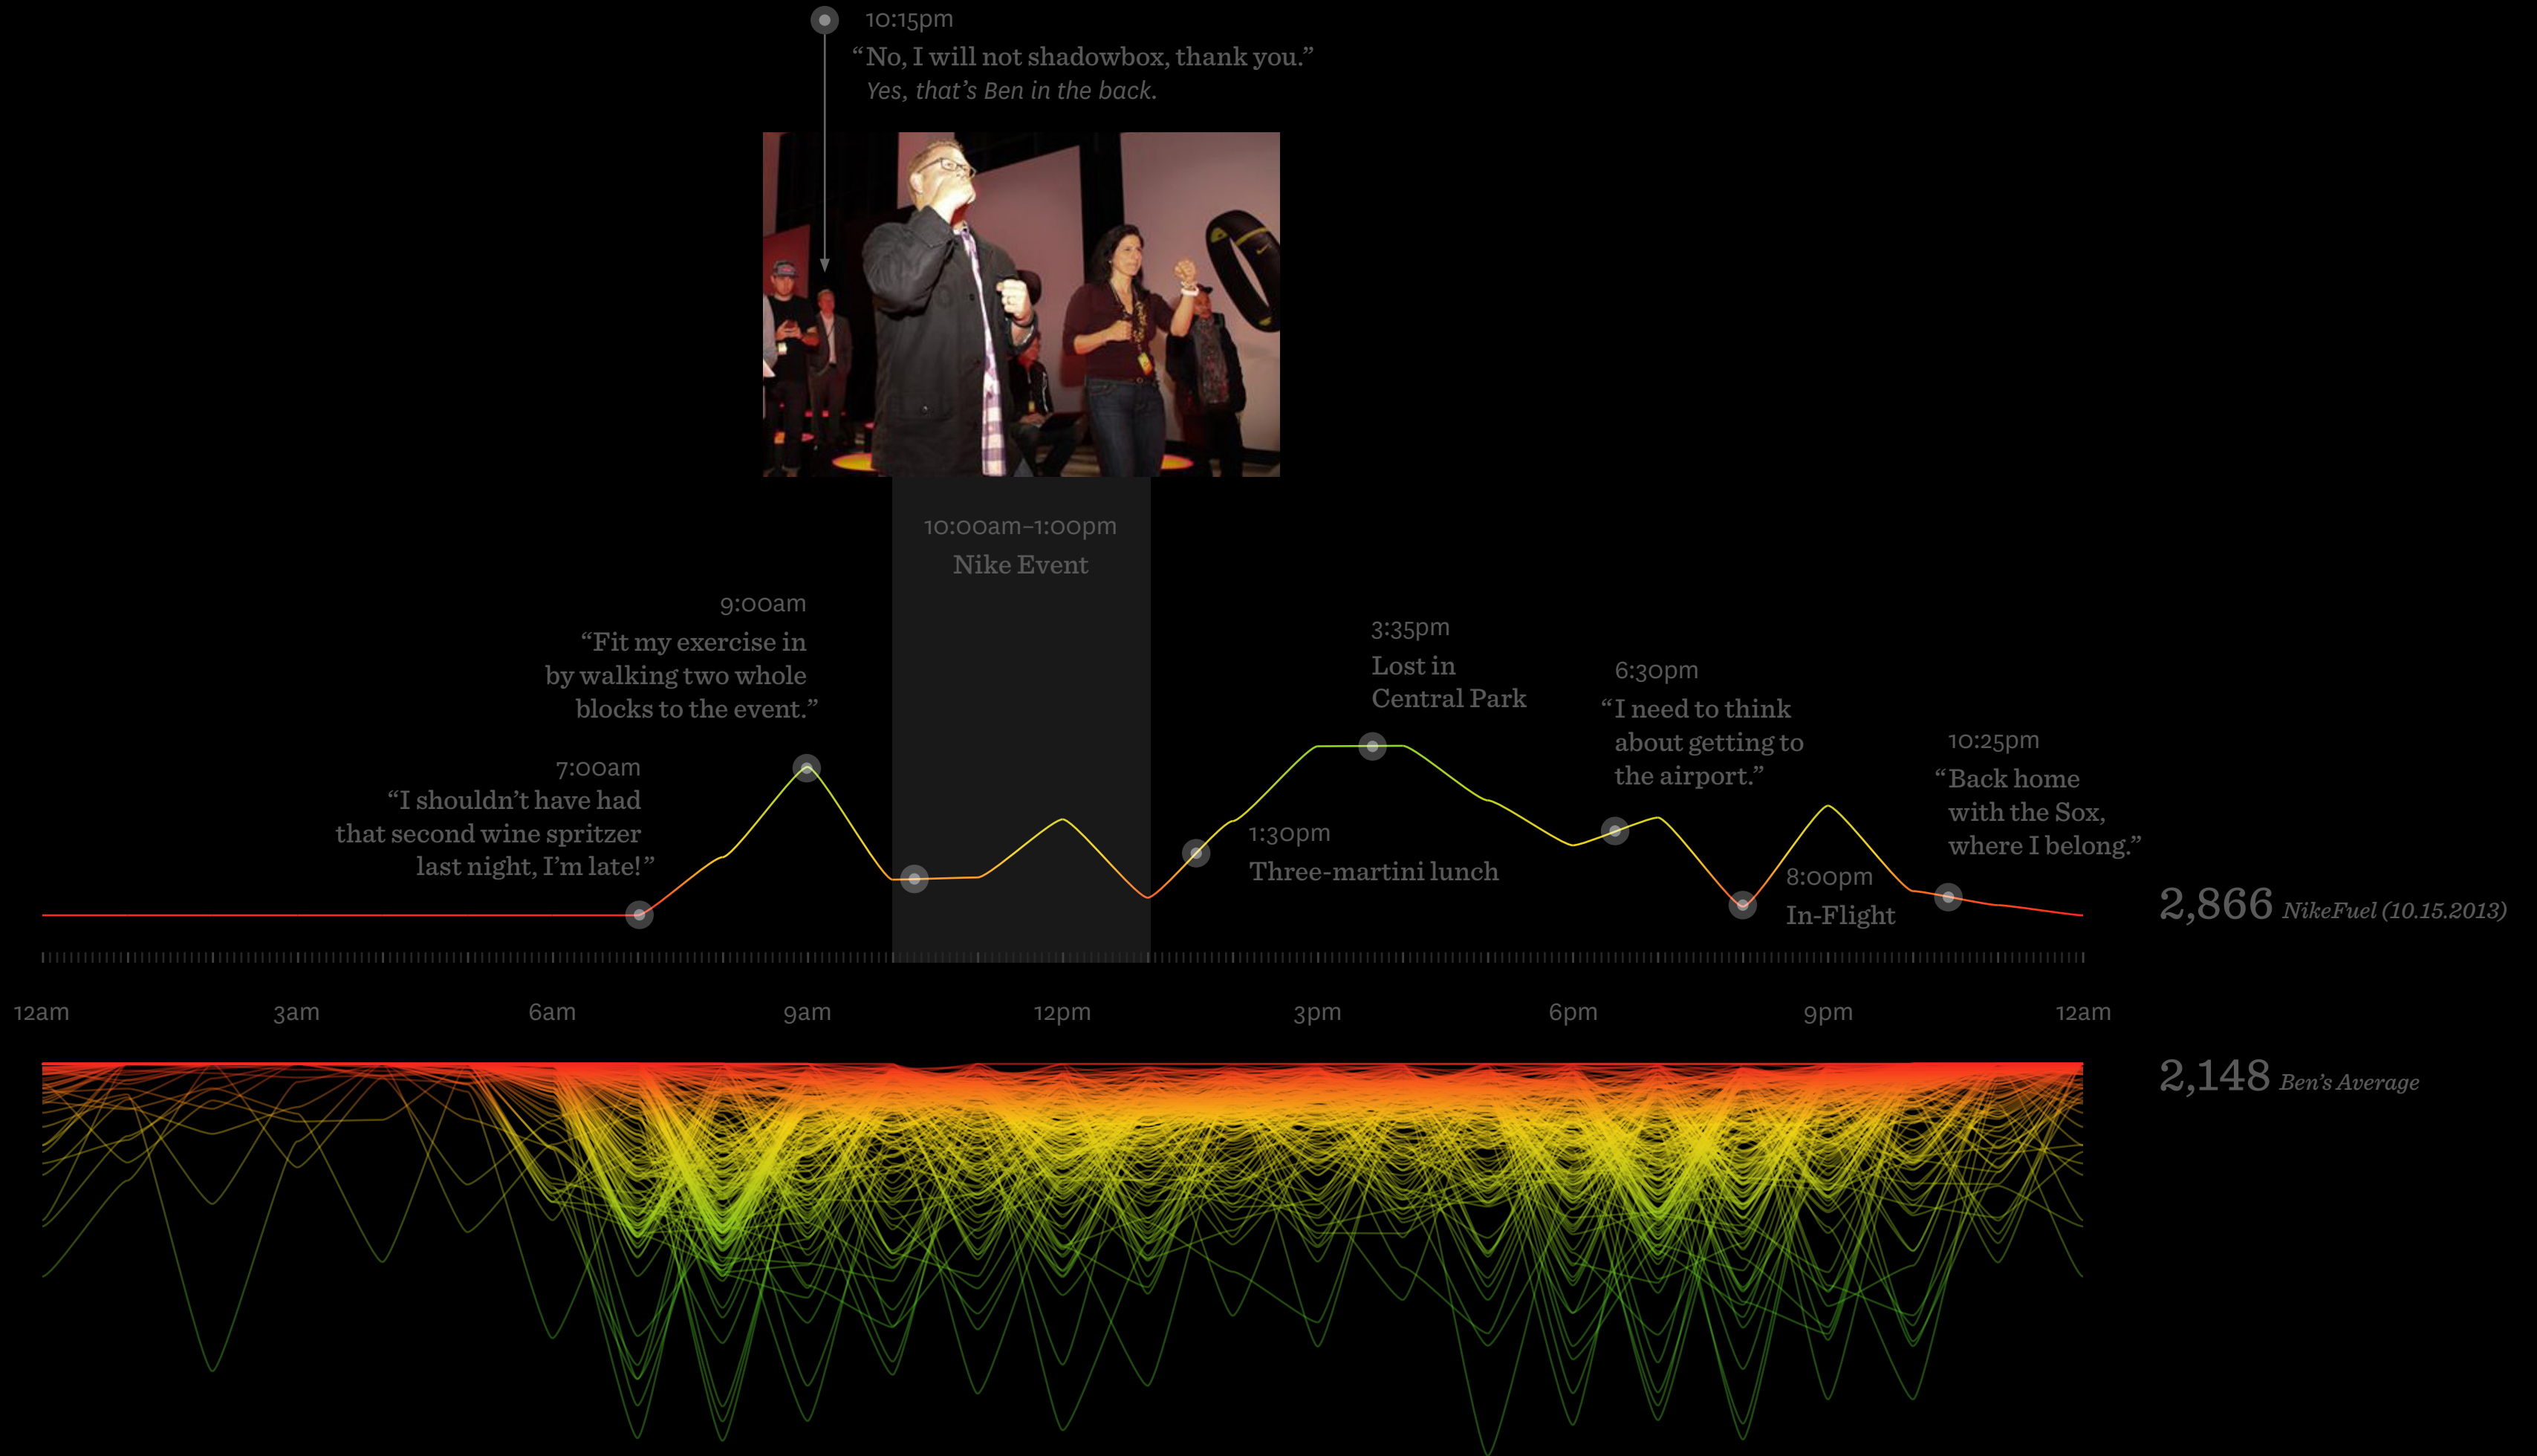 10:15pm
“No, I will not shadowbox, thank you.”
Yes, that’s Ben in the back.
10:00am–1:00pm
Nike Event
9:00am
“Fit my exercise in
by walking two whole
blocks to the event.”
7:00am
“I shouldn’t have had
that second wine spritzer
last night, I’m late!”
1:30pm
Three-martini lunch
3:35pm
Lost in
Central Park
6:30pm
“I need to think
about getting to
the airport.”
8:00pm
In-Flight
10:25pm
“Back home
with the Sox,
where I belong.”
2,866 NikeFuel (10.15.2013)
12am 3am 6am 9am 12pm 3pm 6pm 9pm 12am
2,148 Ben’s Average